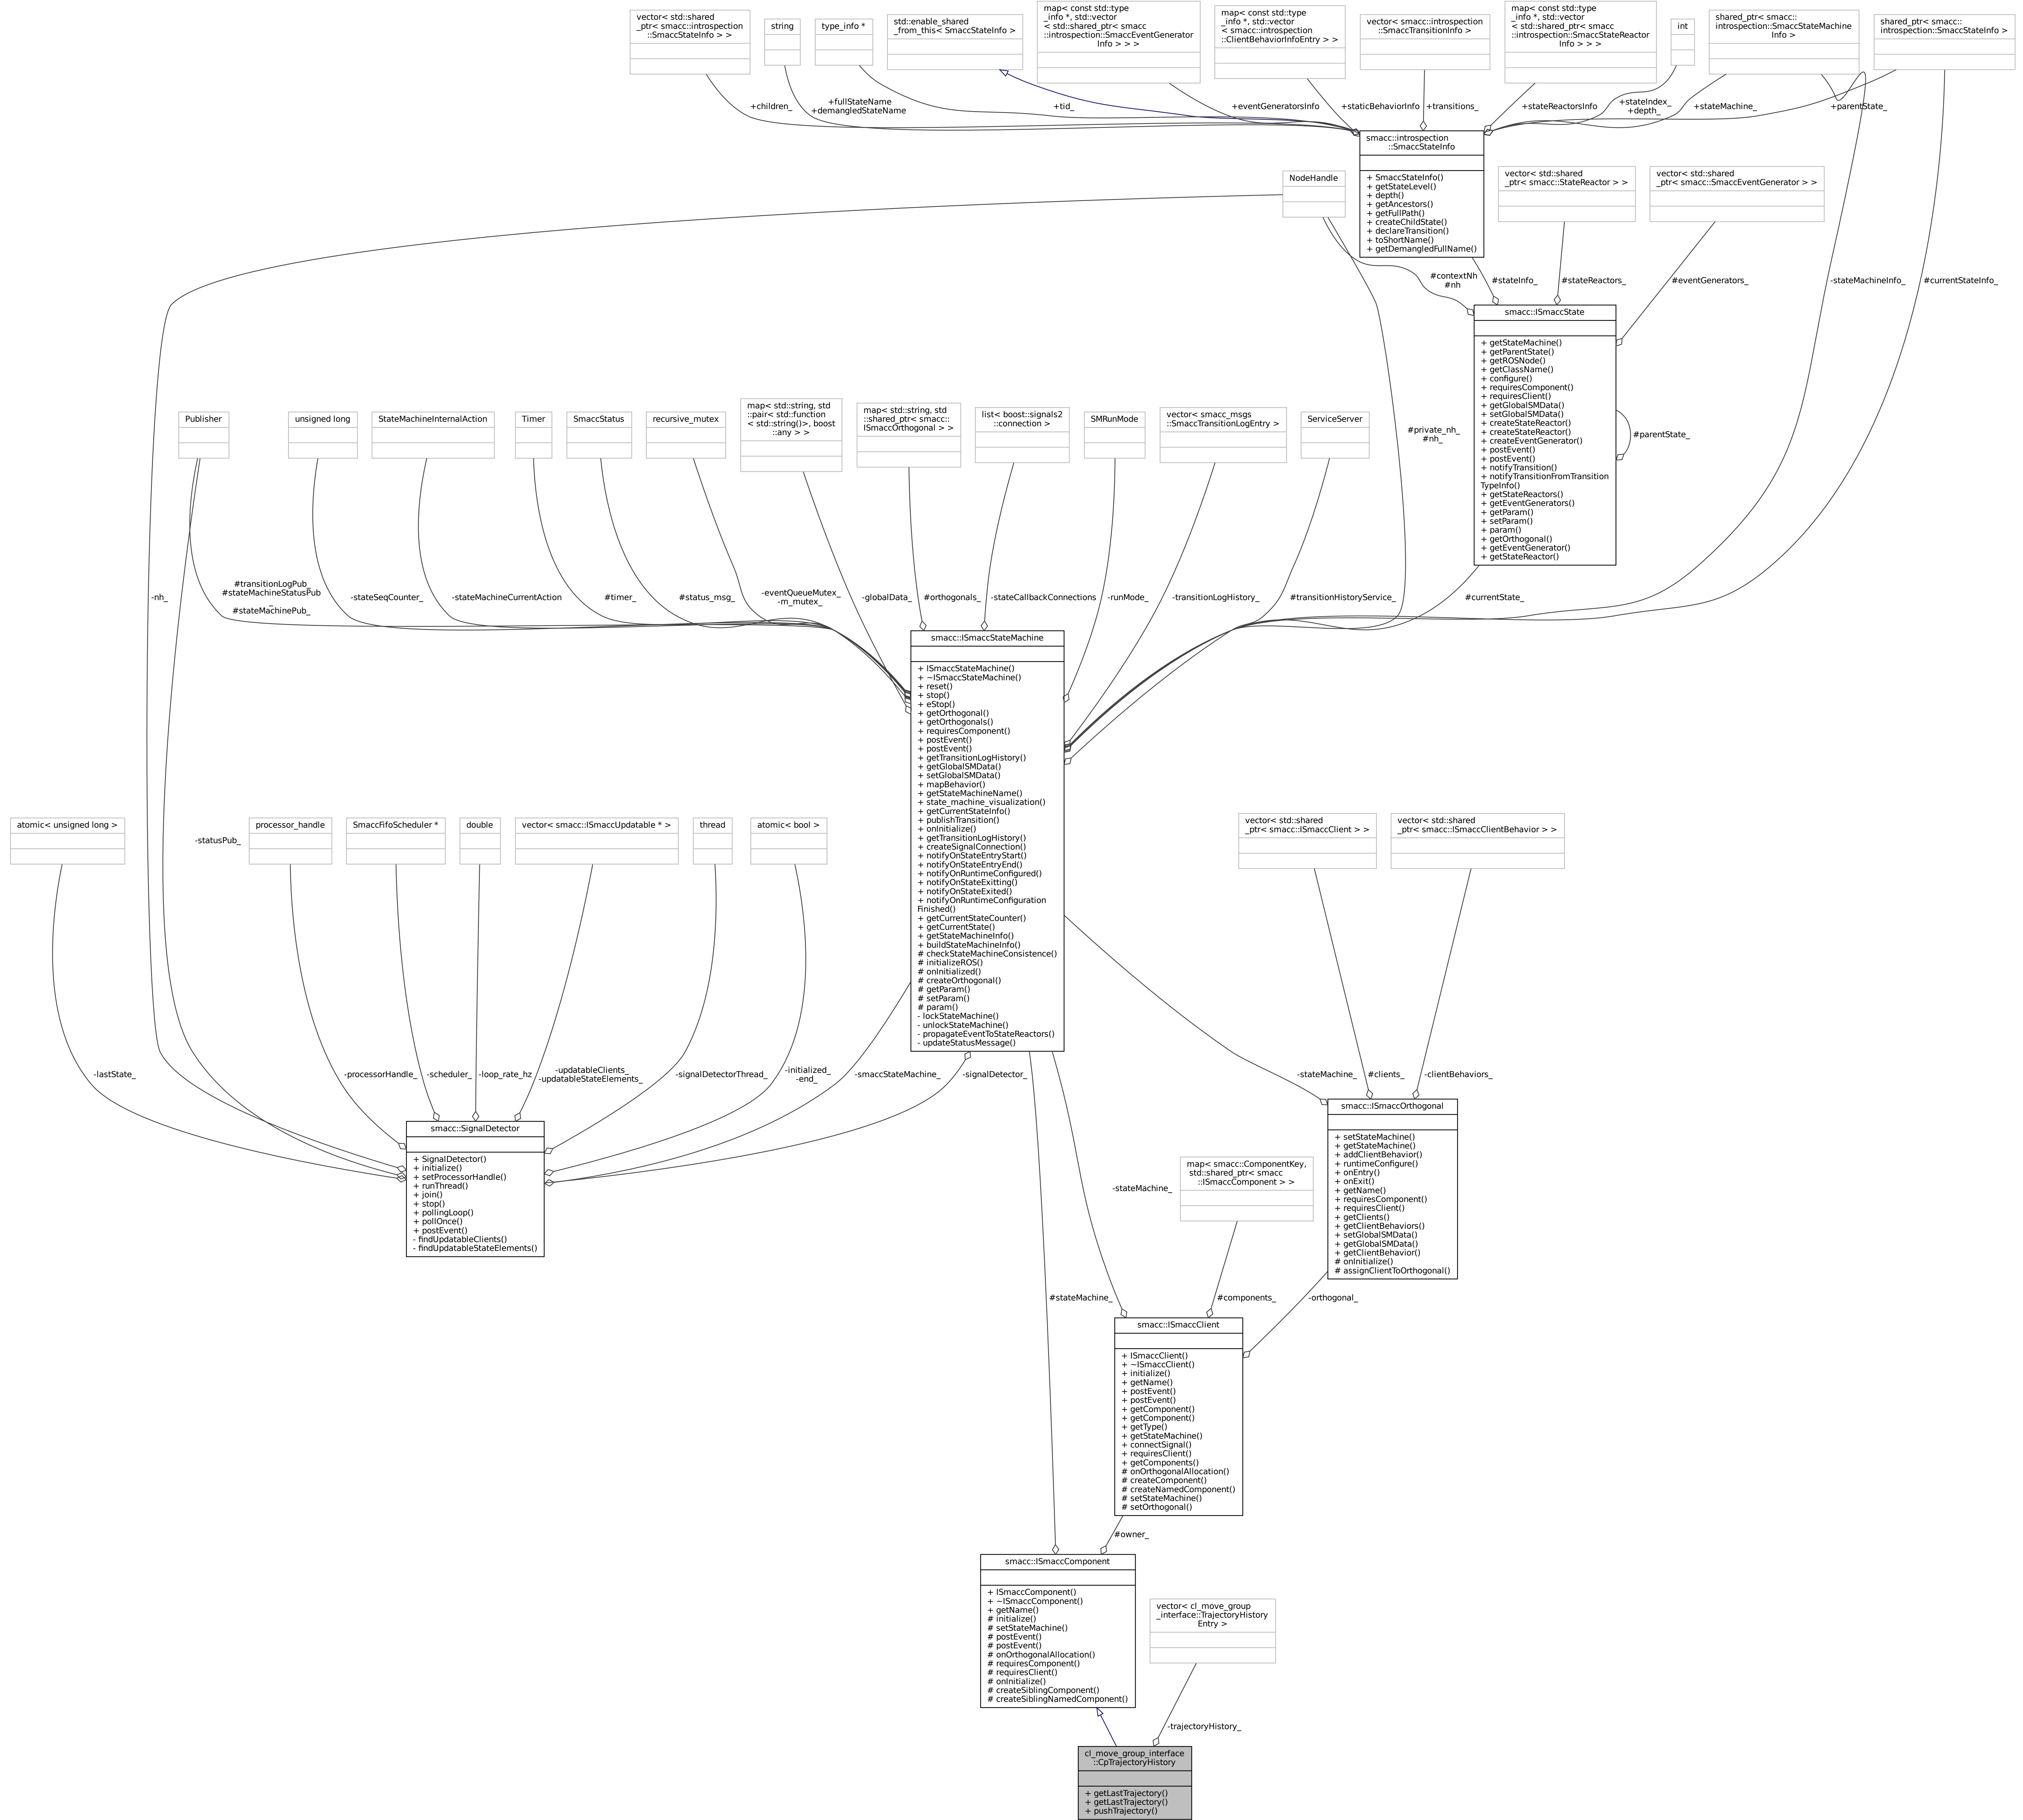 vector< std::shared
_ptr< smacc::introspection
::SmaccStateInfo > >
string
type_info *
std::enable_shared
_from_this< SmaccStateInfo >
map< const std::type
_info *, std::vector
< std::shared_ptr< smacc
::introspection::SmaccEventGenerator
Info > > >
map< const std::type
_info *, std::vector
< smacc::introspection
::ClientBehaviorInfoEntry > >
vector< smacc::introspection
::SmaccTransitionInfo >
map< const std::type
_info *, std::vector
< std::shared_ptr< smacc
::introspection::SmaccStateReactor
Info > > >
int
shared_ptr< smacc::
introspection::SmaccStateMachine
Info >
shared_ptr< smacc::
introspection::SmaccStateInfo >
+children_
+fullStateName
+demangledStateName
+tid_
+eventGeneratorsInfo
+staticBehaviorInfo
+transitions_
+stateReactorsInfo
+stateIndex_
+depth_
+stateMachine_
+parentState_
smacc::introspection
::SmaccStateInfo
+ SmaccStateInfo()
+ getStateLevel()
+ depth()
+ getAncestors()
+ getFullPath()
+ createChildState()
+ declareTransition()
+ toShortName()
+ getDemangledFullName()
NodeHandle
vector< std::shared
_ptr< smacc::StateReactor > >
vector< std::shared
_ptr< smacc::SmaccEventGenerator > >
#contextNh
#nh
#stateInfo_
#stateReactors_
#eventGenerators_
-stateMachineInfo_
#currentStateInfo_
smacc::ISmaccState
+ getStateMachine()
+ getParentState()
+ getROSNode()
+ getClassName()
+ configure()
+ requiresComponent()
+ requiresClient()
+ getGlobalSMData()
+ setGlobalSMData()
+ createStateReactor()
+ createStateReactor()
+ createEventGenerator()
+ postEvent()
+ postEvent()
+ notifyTransition()
+ notifyTransitionFromTransition
TypeInfo()
+ getStateReactors()
+ getEventGenerators()
+ getParam()
+ setParam()
+ param()
+ getOrthogonal()
+ getEventGenerator()
+ getStateReactor()
#parentState_
Publisher
unsigned long
StateMachineInternalAction
Timer
SmaccStatus
recursive_mutex
map< std::string, std
::pair< std::function
< std::string()>, boost
::any > >
map< std::string, std
::shared_ptr< smacc::
ISmaccOrthogonal > >
list< boost::signals2
::connection >
SMRunMode
vector< smacc_msgs
::SmaccTransitionLogEntry >
ServiceServer
#private_nh_
#nh_
-nh_
#transitionLogPub_
#stateMachineStatusPub
_
#stateMachinePub_
-stateSeqCounter_
-stateMachineCurrentAction
#timer_
#status_msg_
-eventQueueMutex_
-m_mutex_
-globalData_
#orthogonals_
-stateCallbackConnections
-runMode_
-transitionLogHistory_
#transitionHistoryService_
#currentState_
smacc::ISmaccStateMachine
+ ISmaccStateMachine()
+ ~ISmaccStateMachine()
+ reset()
+ stop()
+ eStop()
+ getOrthogonal()
+ getOrthogonals()
+ requiresComponent()
+ postEvent()
+ postEvent()
+ getTransitionLogHistory()
+ getGlobalSMData()
+ setGlobalSMData()
+ mapBehavior()
+ getStateMachineName()
+ state_machine_visualization()
+ getCurrentStateInfo()
+ publishTransition()
+ onInitialize()
+ getTransitionLogHistory()
+ createSignalConnection()
+ notifyOnStateEntryStart()
+ notifyOnStateEntryEnd()
+ notifyOnRuntimeConfigured()
+ notifyOnStateExitting()
+ notifyOnStateExited()
+ notifyOnRuntimeConfiguration
Finished()
+ getCurrentStateCounter()
+ getCurrentState()
+ getStateMachineInfo()
+ buildStateMachineInfo()
# checkStateMachineConsistence()
# initializeROS()
# onInitialized()
# createOrthogonal()
# getParam()
# setParam()
# param()
- lockStateMachine()
- unlockStateMachine()
- propagateEventToStateReactors()
- updateStatusMessage()
atomic< unsigned long >
-statusPub_
processor_handle
SmaccFifoScheduler *
double
vector< smacc::ISmaccUpdatable * >
thread
atomic< bool >
vector< std::shared
_ptr< smacc::ISmaccClient > >
vector< std::shared
_ptr< smacc::ISmaccClientBehavior > >
-lastState_
-processorHandle_
-scheduler_
-loop_rate_hz
-updatableClients_
-updatableStateElements_
-signalDetectorThread_
-initialized_
-end_
-smaccStateMachine_
-signalDetector_
-stateMachine_
#clients_
-clientBehaviors_
smacc::SignalDetector
+ SignalDetector()
+ initialize()
+ setProcessorHandle()
+ runThread()
+ join()
+ stop()
+ pollingLoop()
+ pollOnce()
+ postEvent()
- findUpdatableClients()
- findUpdatableStateElements()
smacc::ISmaccOrthogonal
+ setStateMachine()
+ getStateMachine()
+ addClientBehavior()
+ runtimeConfigure()
+ onEntry()
+ onExit()
+ getName()
+ requiresComponent()
+ requiresClient()
+ getClients()
+ getClientBehaviors()
+ setGlobalSMData()
+ getGlobalSMData()
+ getClientBehavior()
# onInitialize()
# assignClientToOrthogonal()
map< smacc::ComponentKey,
std::shared_ptr< smacc
::ISmaccComponent > >
-stateMachine_
#stateMachine_
#components_
-orthogonal_
smacc::ISmaccClient
+ ISmaccClient()
+ ~ISmaccClient()
+ initialize()
+ getName()
+ postEvent()
+ postEvent()
+ getComponent()
+ getComponent()
+ getType()
+ getStateMachine()
+ connectSignal()
+ requiresClient()
+ getComponents()
# onOrthogonalAllocation()
# createComponent()
# createNamedComponent()
# setStateMachine()
# setOrthogonal()
#owner_
smacc::ISmaccComponent
+ ISmaccComponent()
+ ~ISmaccComponent()
+ getName()
# initialize()
# setStateMachine()
# postEvent()
# postEvent()
# onOrthogonalAllocation()
# requiresComponent()
# requiresClient()
# onInitialize()
# createSiblingComponent()
# createSiblingNamedComponent()
vector< cl_move_group
_interface::TrajectoryHistory
Entry >
-trajectoryHistory_
cl_move_group_interface
::CpTrajectoryHistory
+ getLastTrajectory()
+ getLastTrajectory()
+ pushTrajectory()